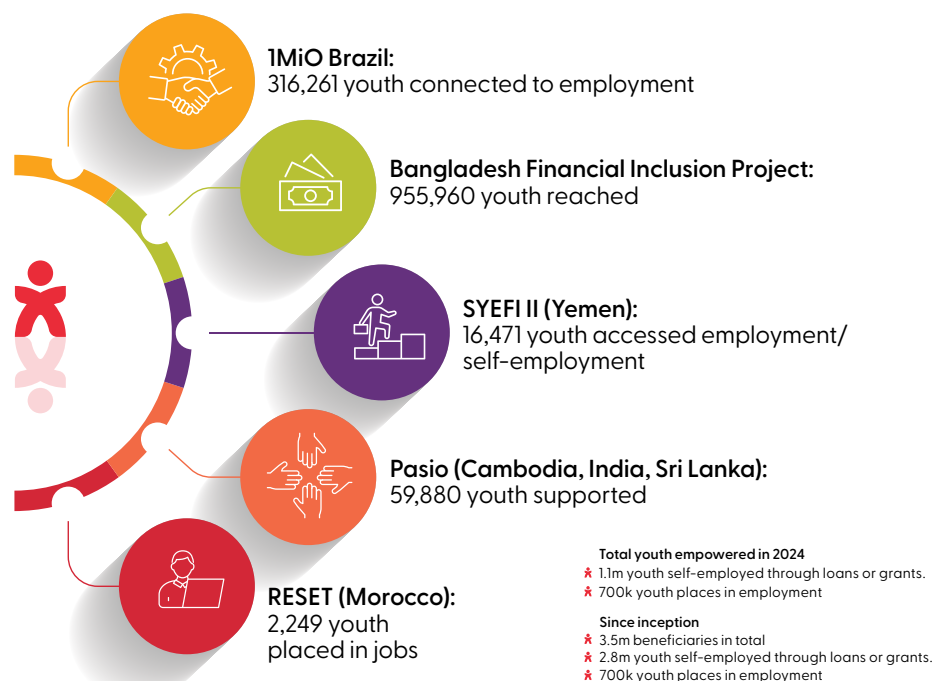 1MiO Brazil:
316,261 youth connected to employment
Bangladesh Financial Inclusion Project:
955,960 youth reached
SYEFI II (Yemen):
16,471 youth accessed employment/
self-employment
Pasio (Cambodia, India, Sri Lanka):
59,880 youth supported
RESET (Morocco):
2,249 youth
placed in jobs
Total youth empowered in 2024
1.1m youth self-employed through loans or grants.
700k youth places in employment
Since inception
3.5m beneficiaries in total
2.8m youth self-employed through loans or grants.
700k youth places in employment